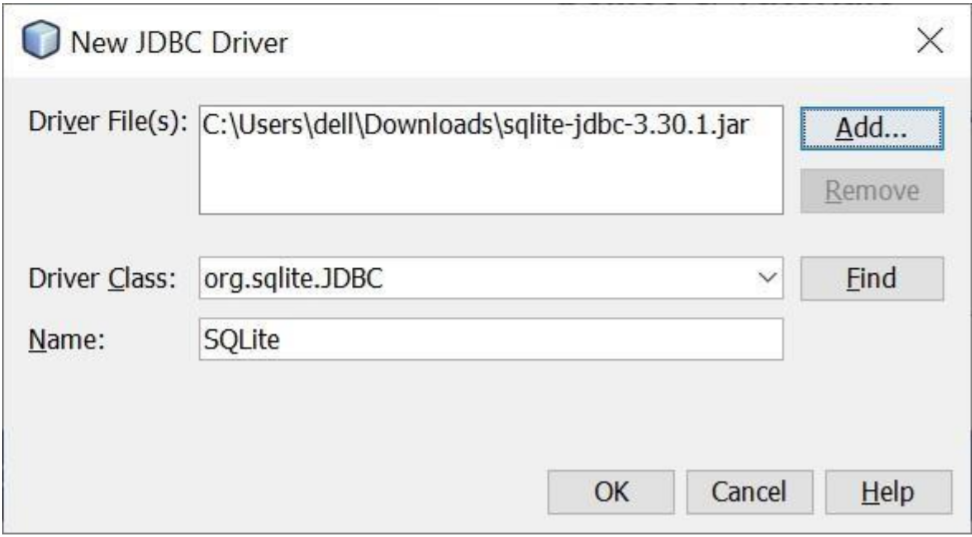 New JDBC Driver
Driver File(s): C:\Users\dell\Downloads\sqlite-jdbc-3.30.1.jar Add...
Remove
Driver Class: org.sqlite.JDBC Find
Name: SQLite
OK Cancel Help